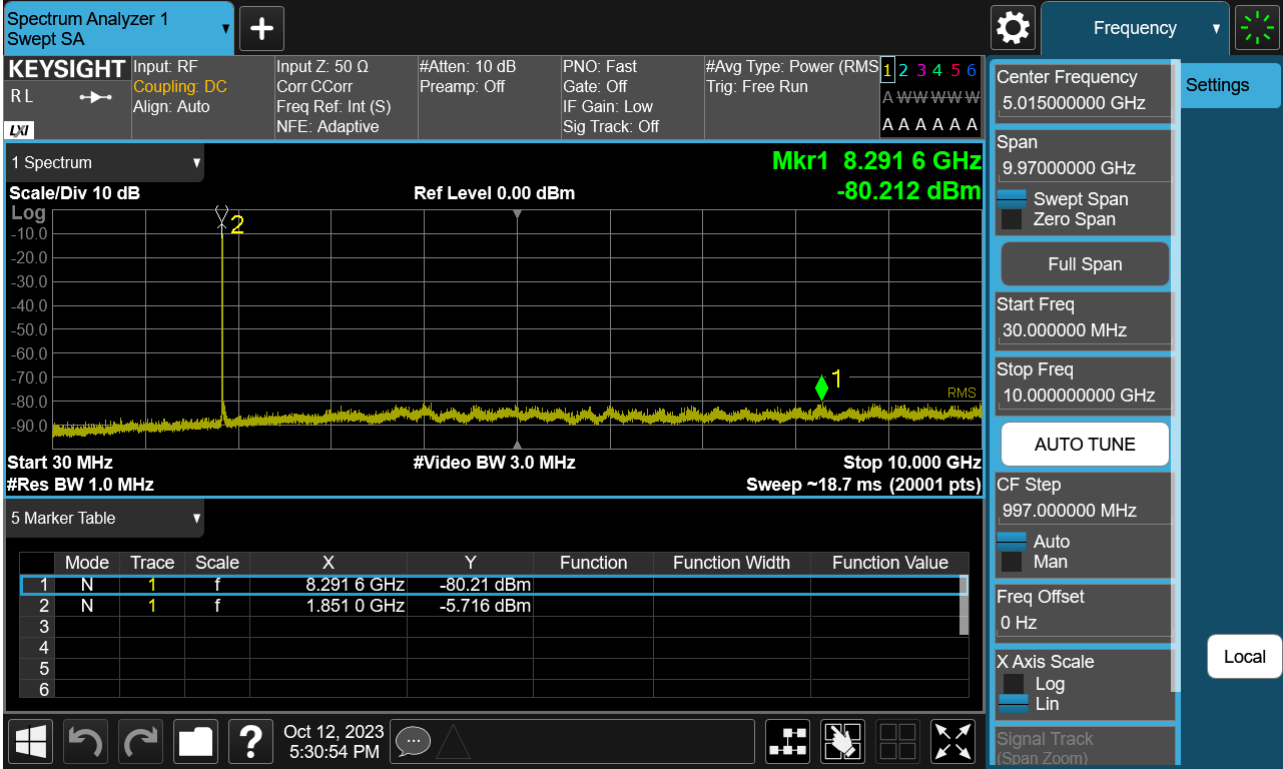 Spectrum Analyzer 1
Swept SA
Frequency
KEYSIGHT
RL
LXI
Input: RF
Coupling: DC
Align: Auto
Input Z: 50 Ω
Corr CCorr
Freq Ref: Int (S)
NFE: Adaptive
#Atten: 10 dB
Preamp: Off
PNO: Fast
Gate: Off
IF Gain: Low
Sig Track: Off
#Avg Type: Power (RMS
Trig: Free Run
1 2 3 4 5 6
A W W W W W
A A A A A A
1 Spectrum
Mkr1 8.291 6 GHz
-80.212 dBm
Scale/Div 10 dB
Ref Level 0.00 dBm
Log
-10.0
-20.0
-30.0
-40.0
-50.0
-60.0
-70.0
-80.0
-90.0
2
1
RMS
Start 30 MHz
#Video BW 3.0 MHz
Stop 10.000 GHz
#Res BW 1.0 MHz
Sweep ~18.7 ms (20001 pts)
5 Marker Table
Mode Trace Scale X Y Function Function Width Function Value
1 N 1 f 8.291 6 GHz -80.21 dBm
2 N 1 f 1.851 0 GHz -5.716 dBm
3
4
5
6
Oct 12, 2023
5:30:54 PM
?
Center Frequency
5.015000000 GHz
Span
9.97000000 GHz
Swept Span
Zero Span
Full Span
Start Freq
30.000000 MHz
Stop Freq
10.000000000 GHz
AUTO TUNE
CF Step
997.000000 MHz
Auto
Man
Freq Offset
0 Hz
X Axis Scale
Log
Lin
Signal Track
(Span Zoom)
Settings
Local